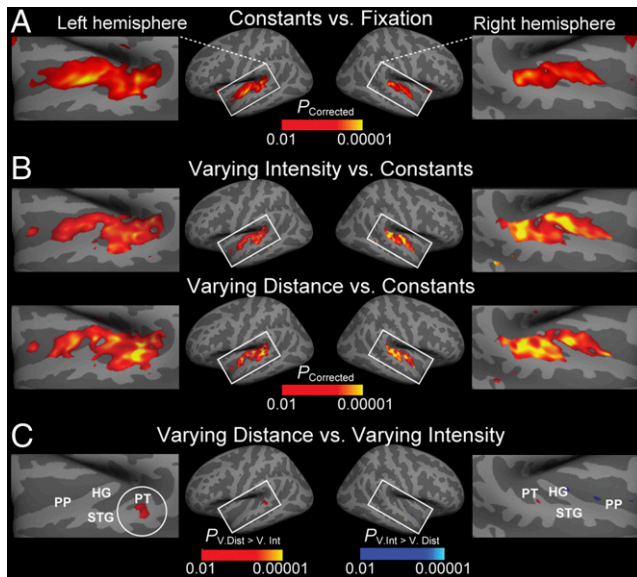 A
Left hemisphere
Constants vs. Fixation
Right hemisphere
PCorrected
0.01 0.00001
B
Varying Intensity vs. Constants
Varying Distance vs. Constants
PCorrected
0.01 0.00001
C
Varying Distance vs. Varying Intensity
PP HG STG PT
PT HG STG PP
PV.Dist > V. Int
0.01 0.00001
PV.Int > V. Dist
0.01 0.00001